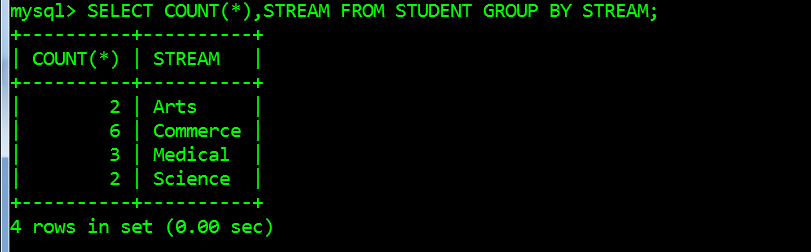 mysql> SELECT COUNT(*),STREAM FROM STUDENT GROUP BY STREAM;
+----------+----------+
| COUNT(*) | STREAM   |
+----------+----------+
|        2 | Arts     |
|        6 | Commerce |
|        3 | Medical  |
|        2 | Science  |
+----------+----------+
4 rows in set (0.00 sec)